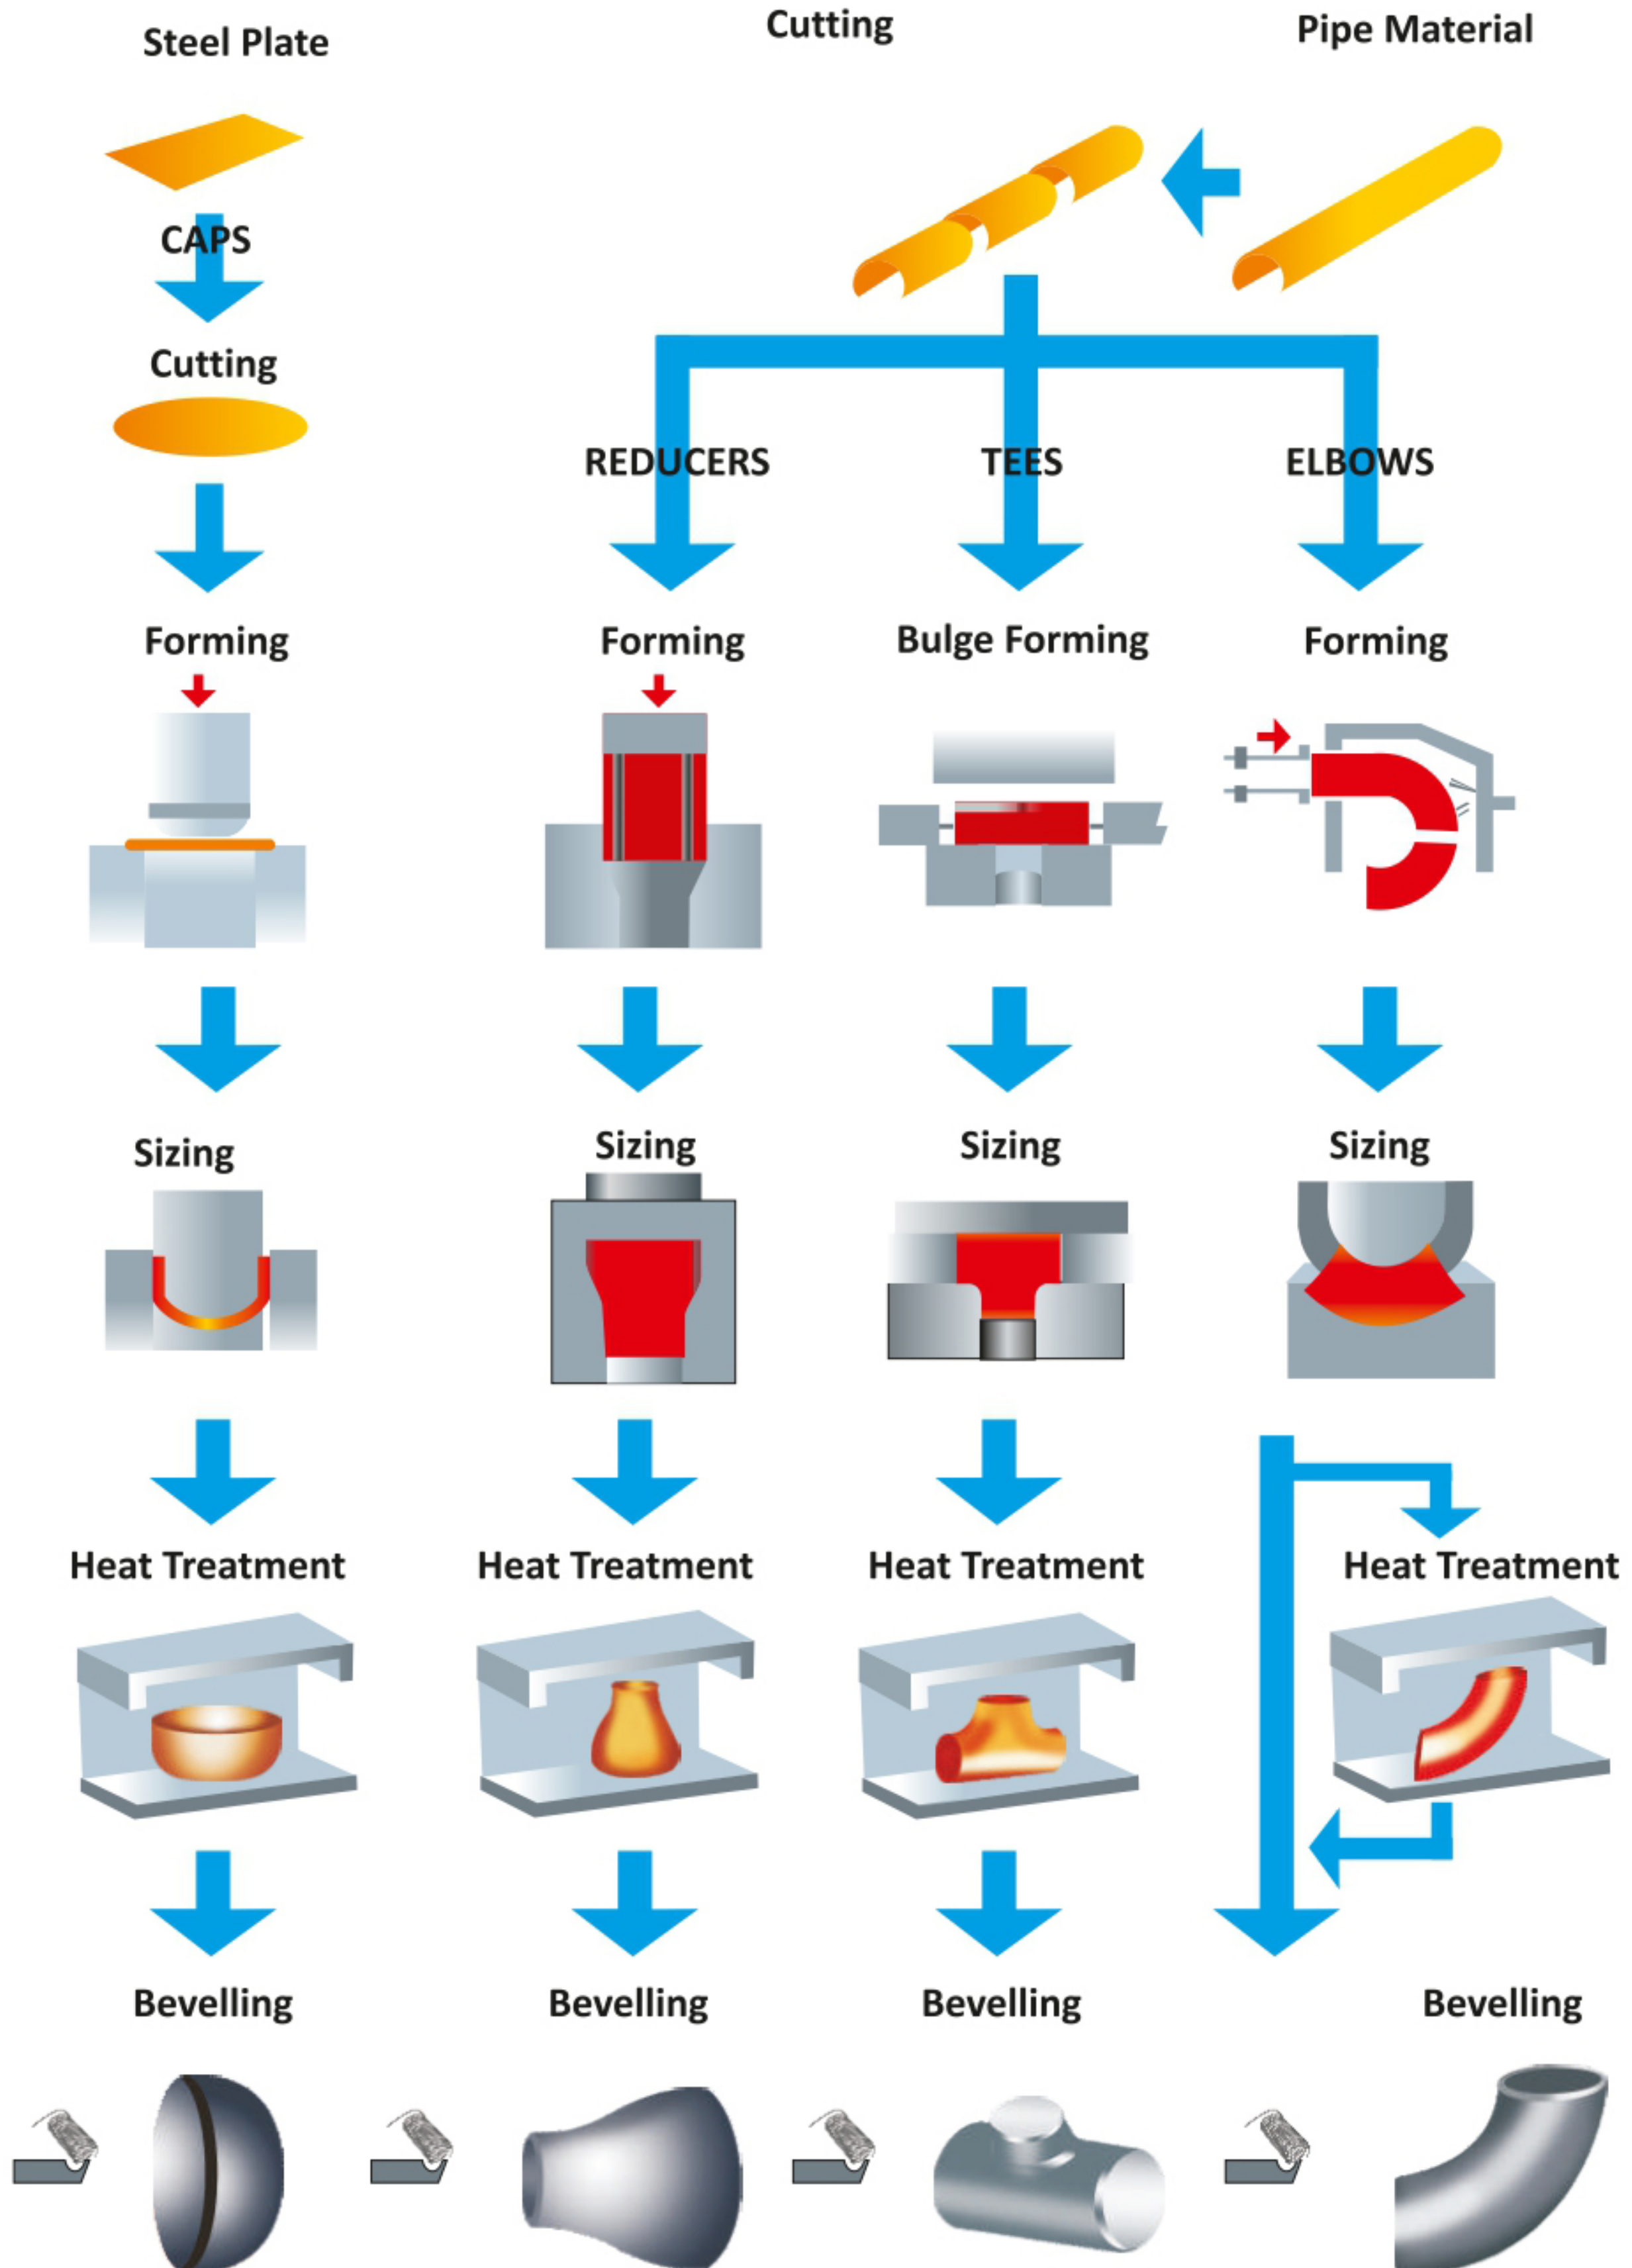 Steel Plate
Cutting
Pipe Material
CAPS
Cutting
REDUCERS
TEES
ELBOWS
Forming
Forming
Bulge Forming
Forming
Sizing
Sizing
Sizing
Sizing
Heat Treatment
Heat Treatment
Heat Treatment
Heat Treatment
Bevelling
Bevelling
Bevelling
Bevelling